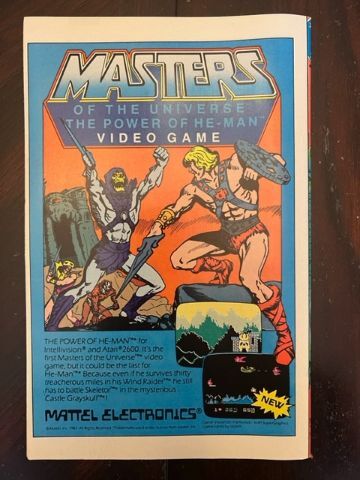 MASTERS
OF THE UNIVERSE™
THE POWER OF HE-MAN™
VIDEO GAME
THE POWER OF HE-MAN™ for
Intellivision® and Atari® 2600. It's the
first Masters of the Universe™ video
game, but it could be the last for
He-Man™. Because even if he survives thirty
treacherous miles in his Wind Raider™ he still
has to battle Skeletor™ in the mysterious
Castle Grayskull™!
NEW
MATTEL ELECTRONICS®